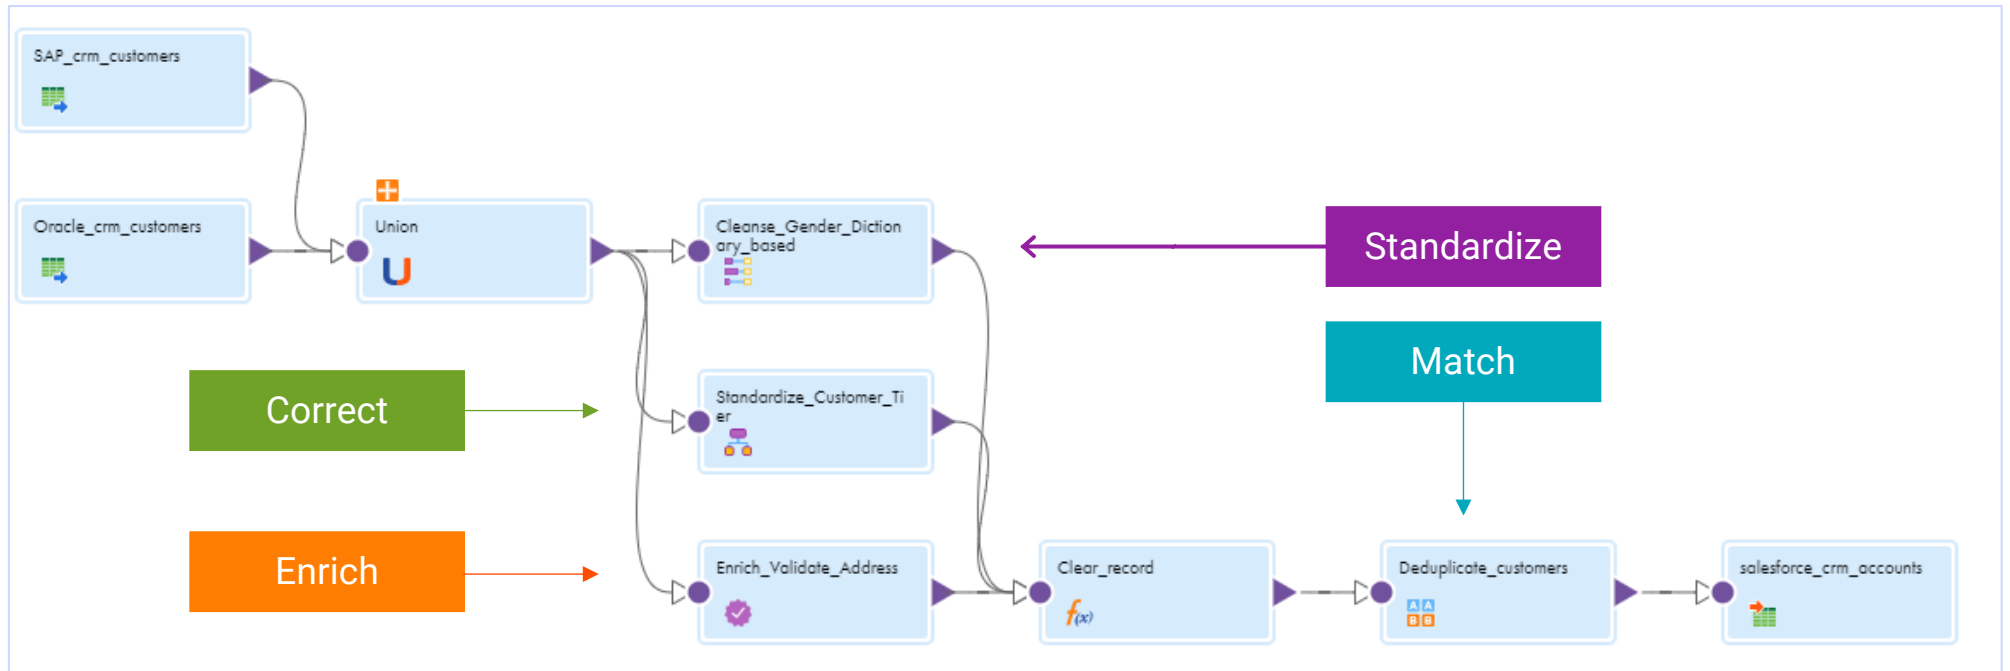 SAP_crm_customers
Oracle_crm_customers
Union
Cleanse_Gender_Diction
ary_based
Standardize
Match
Correct
Standardize_Customer_Ti
er
Enrich
Enrich_Validate_Address
Clear_record
f(x)
Deduplicate_customers
A A
B B
salesforce_crm_accounts